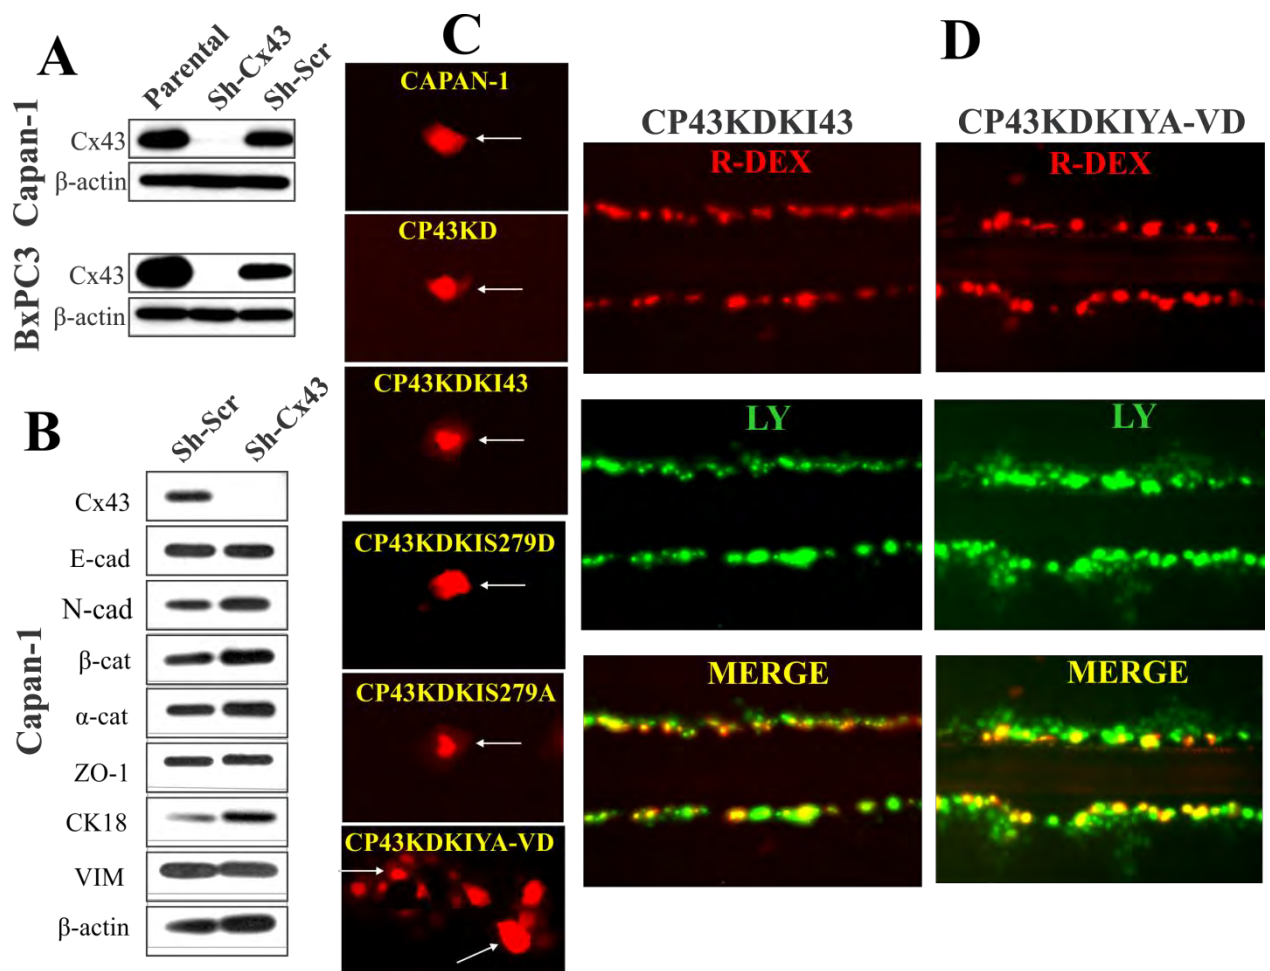 A
Parental
Sh-Cx43
Sh-Scr
Capan-1
Cx43
β-actin
BxPC3
Cx43
β-actin
B
Sh-Scr
Sh-Cx43
Capan-1
Cx43
E-cad
N-cad
β-cat
α-cat
ZO-1
CK18
VIM
β-actin
C
CAPAN-1
CP43KD
CP43KDKI43
CP43KDKIS279D
CP43KDKIS279A
CP43KDKIYA-VD
D
CP43KDKI43
CP43KDKIYA-VD
R-DEX
R-DEX
LY
LY
MERGE
MERGE